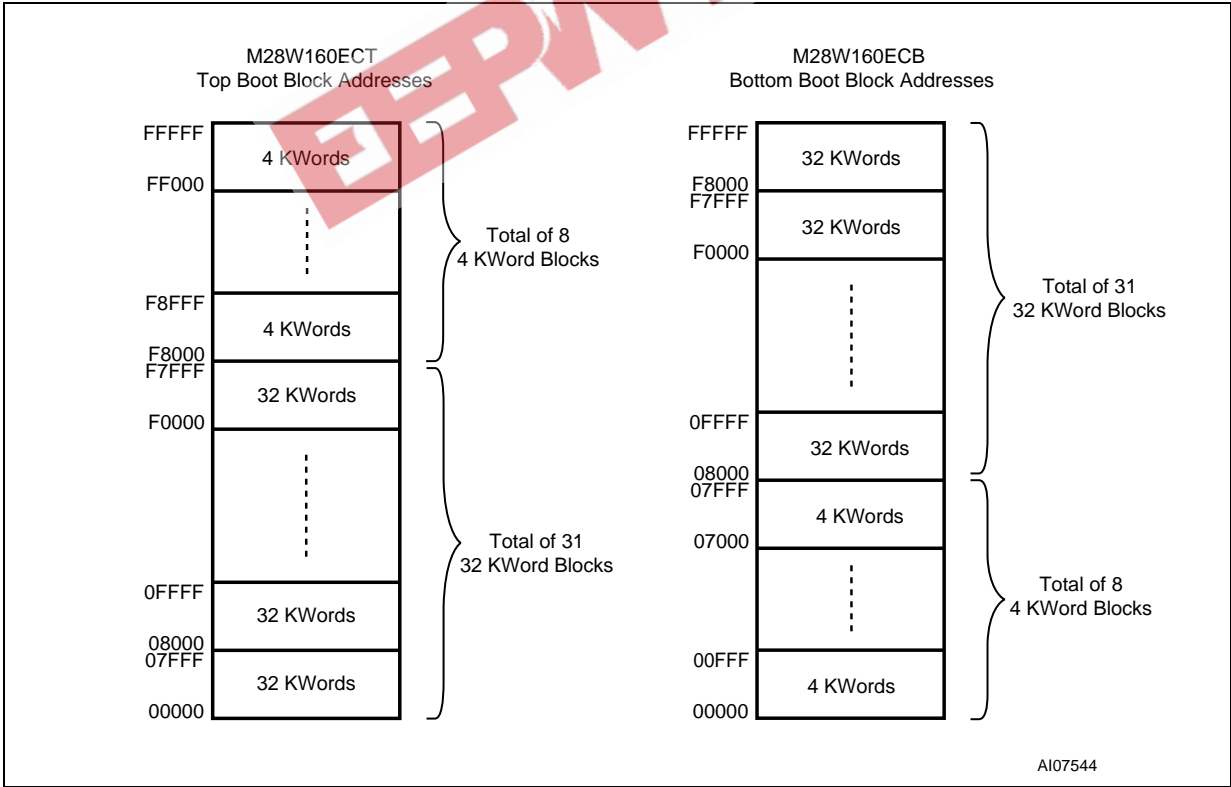 M28W160ECT
Top Boot Block Addresses
FFFFF
4 KWords
FF000
Total of 8
4 KWord Blocks
F8FFF
4 KWords
F8000
F7FFF
32 KWords
F0000
Total of 31
32 KWord Blocks
0FFFF
32 KWords
08000
07FFF
32 KWords
00000
M28W160ECB
Bottom Boot Block Addresses
FFFFF
32 KWords
F8000
F7FFF
32 KWords
F0000
Total of 31
32 KWord Blocks
0FFFF
32 KWords
08000
07FFF
4 KWords
07000
Total of 8
4 KWord Blocks
00FFF
4 KWords
00000
AI07544